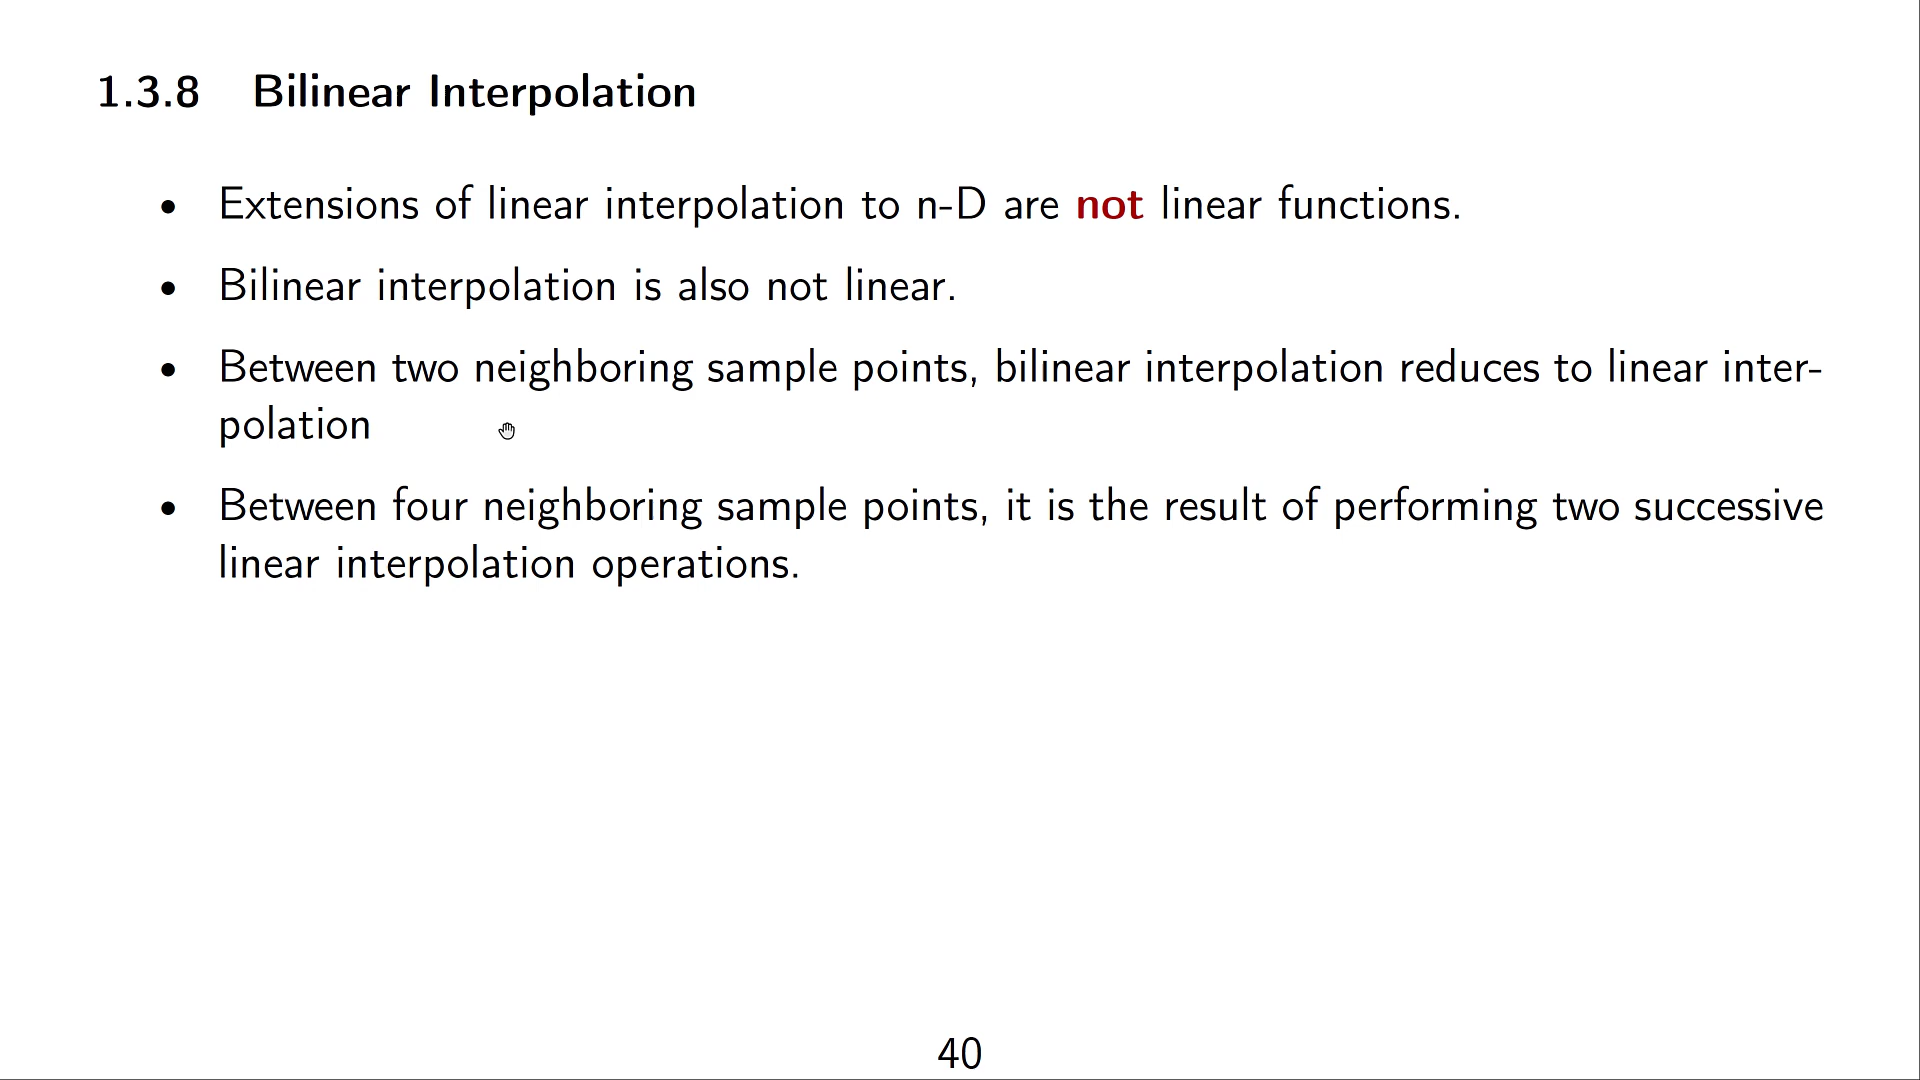 1.3.8 Bilinear Interpolation
• Extensions of linear interpolation to n-D are not linear functions.
• Bilinear interpolation is also not linear.
• Between two neighboring sample points, bilinear interpolation reduces to linear inter-
polation
• Between four neighboring sample points, it is the result of performing two successive
linear interpolation operations.
40